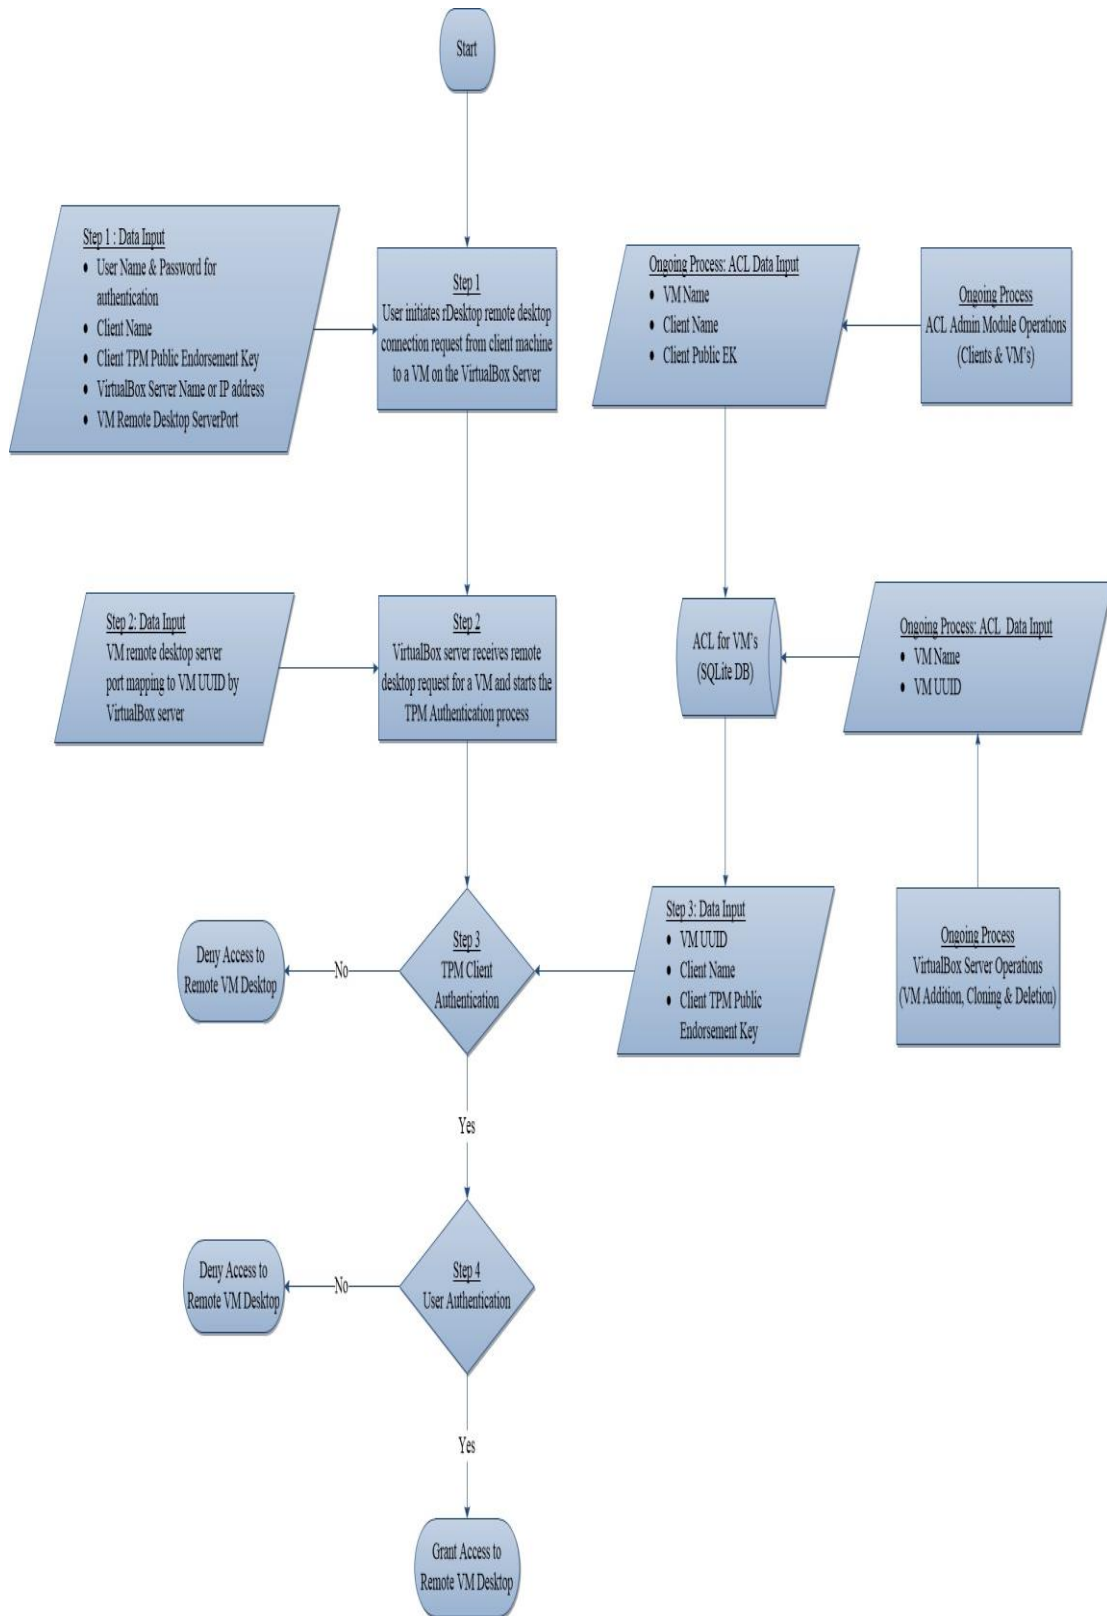 Start
Step 1 : Data Input
• User Name & Password for
authentication
• Client Name
• Client TPM Public Endorsement Key
• VirtualBox Server Name or IP address
• VM Remote Desktop ServerPort
Step 1
User initiates rDesktop remote desktop
connection request from client machine
to a VM on the VirtualBox Server
Ongoing Process: ACL Data Input
• VM Name
• Client Name
• Client Public EK
Ongoing Process
ACL Admin Module Operations
(Clients & VM's)
Step 2: Data Input
VM remote desktop server
port mapping to VM UUID by
VirtualBox server
Step 2
VirtualBox server receives remote
desktop request for a VM and starts the
TPM Authentication process
ACL for VM's
(SQLite DB)
Ongoing Process: ACL Data Input
• VM Name
• VM UUID
Deny Access to
Remote VM Desktop
No
Step 3
TPM Client
Authentication
Step 3: Data Input
• VM UUID
• Client Name
• Client TPM Public
Endorsement Key
Ongoing Process
VirtualBox Server Operations
(VM Addition, Cloning & Deletion)
Yes
Deny Access to
Remote VM Desktop
No
Step 4
User Authentication
Yes
Grant Access to
Remote VM Desktop